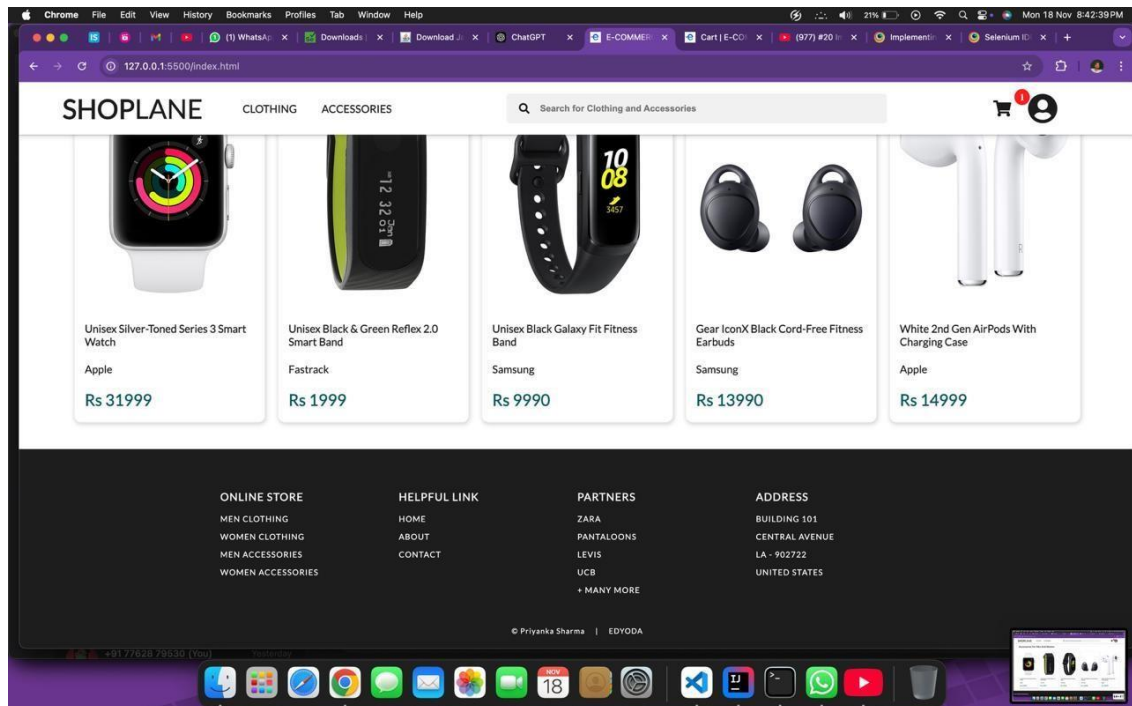 Chrome File Edit View History Bookmarks Profiles Tab Window Help 21% Mon 18 Nov 8:42:39 PM
IS (1) WhatsAp Downloads Download J ChatGPT E-COMMER Cart | E-CO (977) #20 In Implementin Selenium ID
127.0.0.1:5500/index.html
SHOPLANE CLOTHING ACCESSORIES Search for Clothing and Accessories 1
10
08
3457
Unisex Silver-Toned Series 3 Smart Watch
Apple
Rs 31999
Unisex Black & Green Reflex 2.0 Smart Band
Fastrack
Rs 1999
Unisex Black Galaxy Fit Fitness Band
Samsung
Rs 9990
Gear IconX Black Cord-Free Fitness Earbuds
Samsung
Rs 13990
White 2nd Gen AirPods With Charging Case
Apple
Rs 14999
ONLINE STORE
MEN CLOTHING
WOMEN CLOTHING
MEN ACCESSORIES
WOMEN ACCESSORIES
HELPFUL LINK
HOME
ABOUT
CONTACT
PARTNERS
ZARA
PANTALOONS
LEVIS
UCB
+ MANY MORE
ADDRESS
BUILDING 101
CENTRAL AVENUE
LA - 902722
UNITED STATES
© Priyanka Sharma | EDYODA
+91 77628 79530 (You) Yesterday
NOV
18
IJ